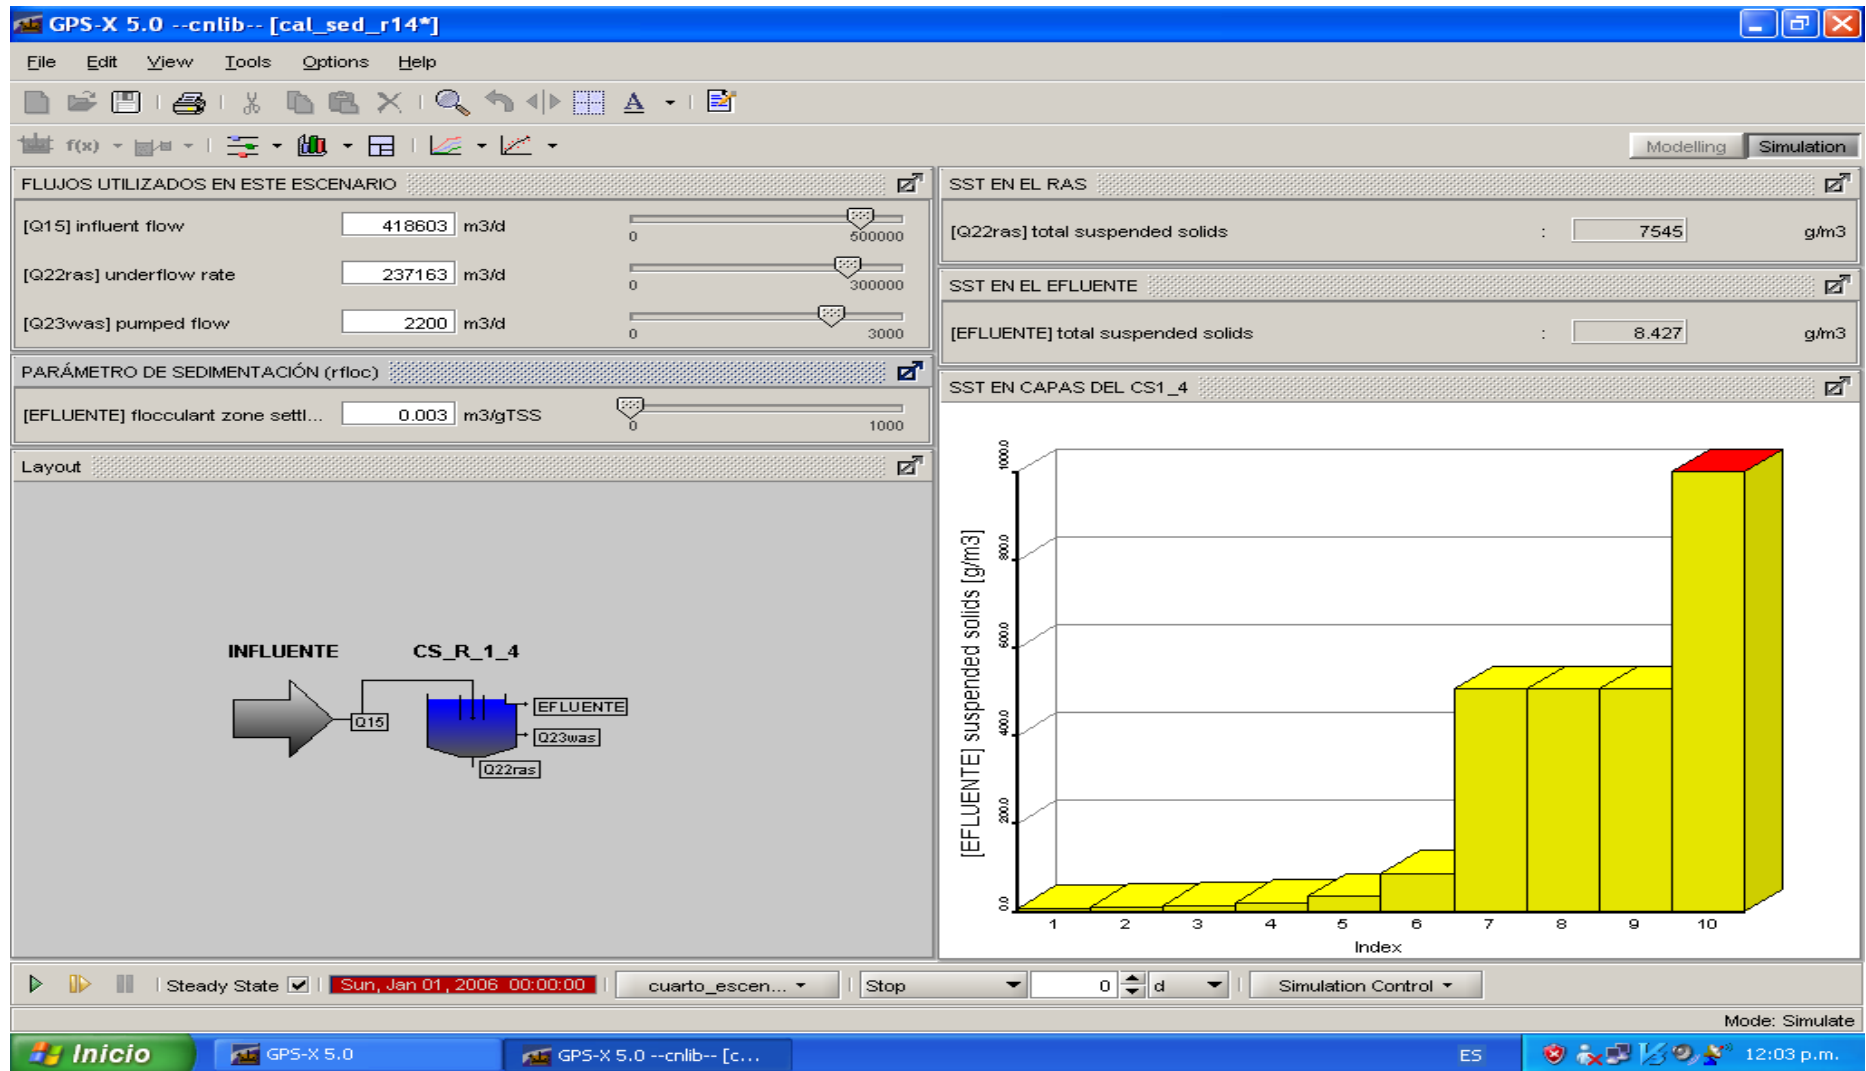 GPS-X 5.0 --cnlib-- [cal_sed_r14*]
File Edit View Tools Options Help
f(x)
Modelling Simulation
FLUJOS UTILIZADOS EN ESTE ESCENARIO
[Q15] influent flow 418603 m3/d 0 500000
[Q22ras] underflow rate 237163 m3/d 0 300000
[Q23was] pumped flow 2200 m3/d 0 3000
PARÁMETRO DE SEDIMENTACIÓN (rfloc)
[EFLUENTE] flocculant zone settl... 0.003 m3/gTSS 0 1000
Layout
INFLUENTE CS_R_1_4
Q15
EFLUENTE
Q23was
Q22ras
SST EN EL RAS
[Q22ras] total suspended solids : 7545 g/m3
SST EN EL EFLUENTE
[EFLUENTE] total suspended solids : 8.427 g/m3
SST EN CAPAS DEL CS1_4
[EFLUENTE] suspended solids [g/m3]
1000.0
800.0
600.0
400.0
200.0
0.0
1 2 3 4 5 6 7 8 9 10
Index
Steady State Sun, Jan 01, 2006 00:00:00 cuarto_escen... Stop 0 d Simulation Control
Mode: Simulate
Inicio GPS-X 5.0 GPS-X 5.0 --cnlib-- [c... ES 12:03 p.m.